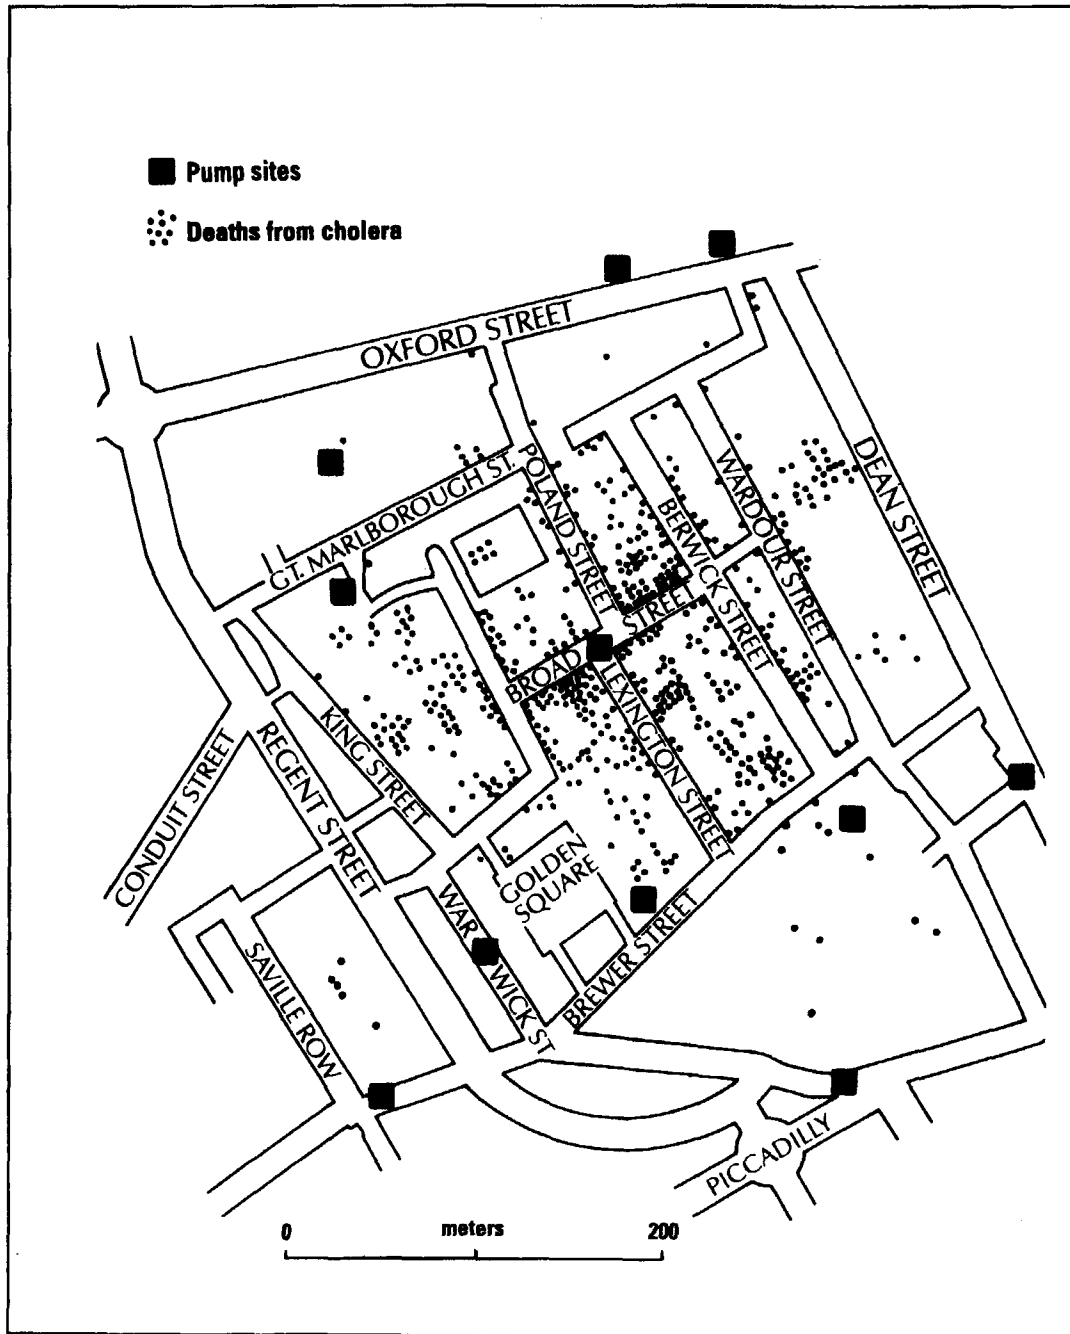 Pump sites
Deaths from cholera
OXFORD STREET
GT. MARLBOROUGH ST.
POLAND STREET
BERWICK STREET
WARDOUR STREET
DEAN STREET
BROAD STREET
LEXINGTON STREET
KING STREET
REGENT STREET
CONDUIT STREET
GOLDEN
SQUARE
WARWICK ST
BREWER STREET
SAVILLE ROW
PICCADILLY
0 meters 200